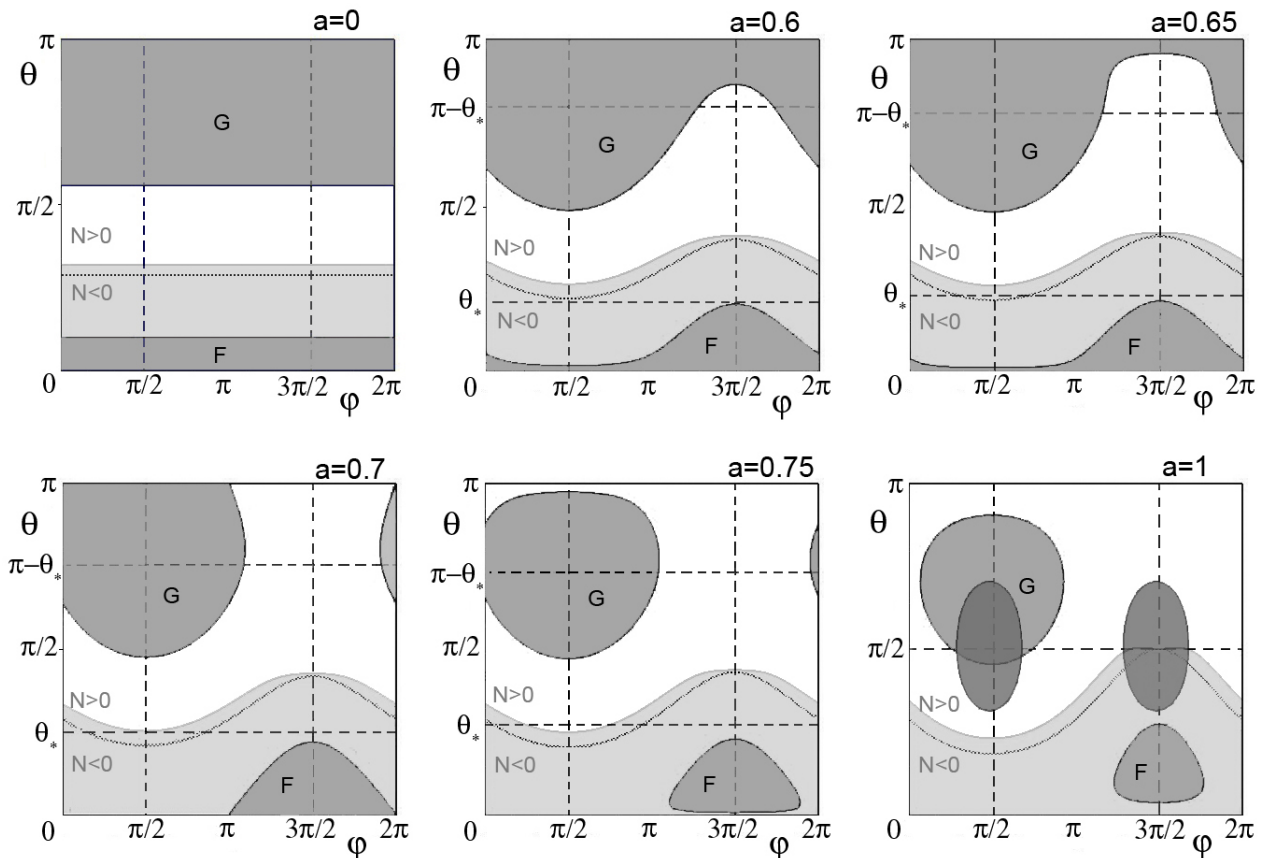 a=0
π
θ
G
π/2
N>0
N<0
F
0
π/2
π
3π/2
2π
φ
a=0.6
π
θ
π−θ*
G
π/2
N>0
θ*
N<0
F
0
π/2
π
3π/2
2π
φ
a=0.65
π
θ
π−θ*
G
π/2
N>0
θ*
N<0
F
0
π/2
π
3π/2
2π
φ
a=0.7
π
θ
π−θ*
G
π/2
N>0
θ*
N<0
F
0
π/2
π
3π/2
2π
φ
a=0.75
π
θ
π−θ*
G
π/2
N>0
θ*
N<0
F
0
π/2
π
3π/2
2π
φ
a=1
π
θ
G
π/2
N>0
N<0
F
0
π/2
π
3π/2
2π
φ